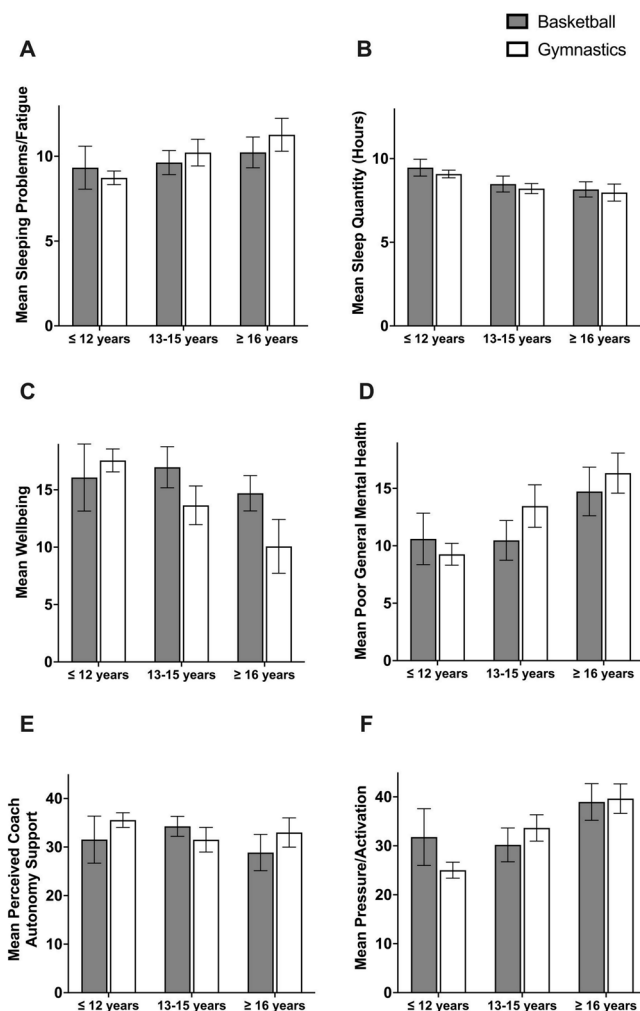 Basketball
Gymnastics
A
Mean Sleeping Problems/Fatigue
10
5
0
≤ 12 years
13-15 years
≥ 16 years
B
Mean Sleep Quantity (Hours)
10
5
0
≤ 12 years
13-15 years
≥ 16 years
C
Mean Wellbeing
15
10
5
0
≤ 12 years
13-15 years
≥ 16 years
D
Mean Poor General Mental Health
15
10
5
0
≤ 12 years
13-15 years
≥ 16 years
E
Mean Perceived Coach
Autonomy Support
40
30
20
10
0
≤ 12 years
13-15 years
≥ 16 years
F
Mean Pressure/Activation
40
30
20
10
0
≤ 12 years
13-15 years
≥ 16 years